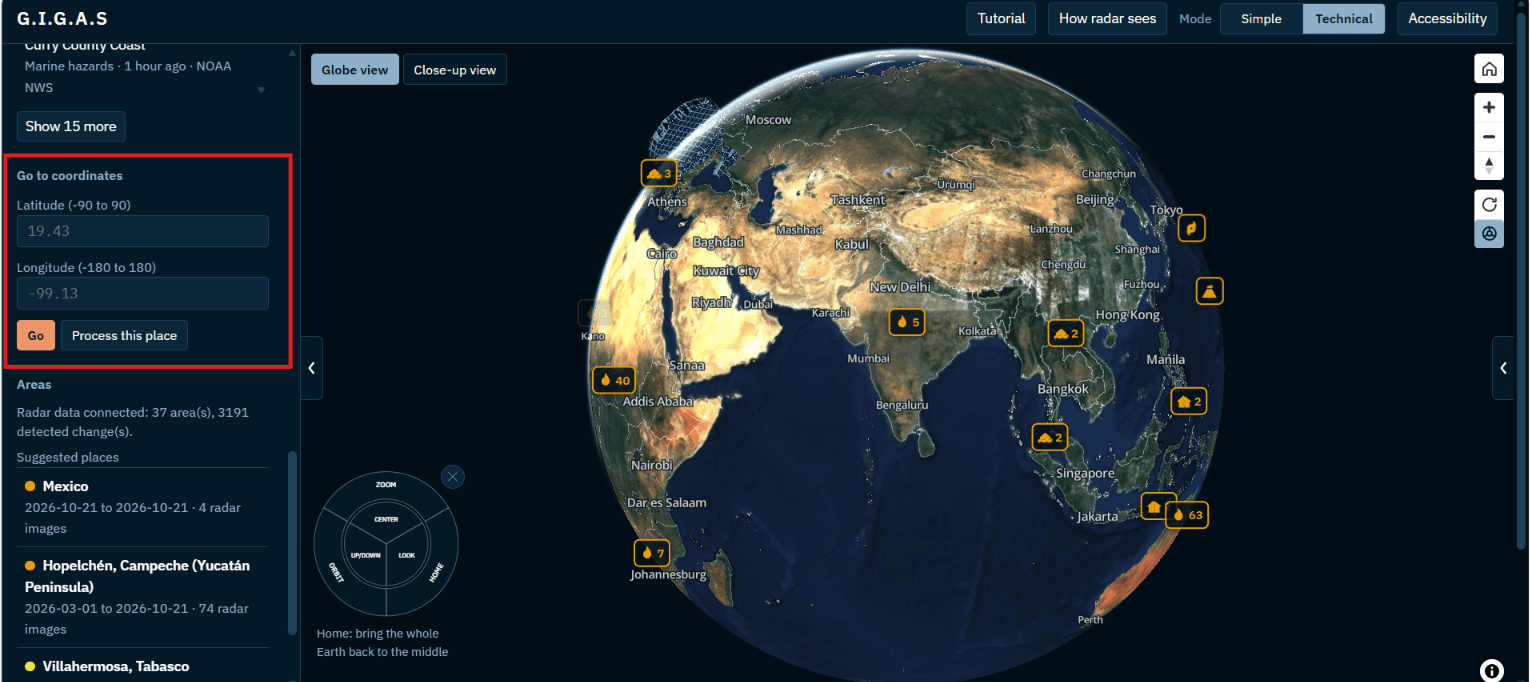 G.I.G.A.S
Tutorial
How radar sees
Mode
Simple
Technical
Accessibility
Curry County Coast
Marine hazards · 1 hour ago · NOAA
NWS
Show 15 more
Go to coordinates
Latitude (-90 to 90)
19.43
Longitude (-180 to 180)
-99.13
Go
Process this place
Areas
Radar data connected: 37 area(s), 3191
detected change(s).
Suggested places
Mexico
2026-10-21 to 2026-10-21 · 4 radar
images
Hopelchén, Campeche (Yucatán
Peninsula)
2026-03-01 to 2026-10-21 · 74 radar
images
Villahermosa, Tabasco
Globe view
Close-up view
Moscow
3
Athens
Tashkent
Urümqi
Changchun
Beijing
Tokyo
Mashhad
Kabul
Lanzhou
Shanghai
Baghdad
Cairo
Kuwait City
Chengdu
Fuzhou
New Delhi
Riyadh
Dubai
Karachi
5
Kolkata
Hong Kong
Kano
2
Mumbai
Manila
Sanaa
40
Addis Ababa
Bangkok
2
Bengaluru
2
Nairobi
Singapore
Dar es Salaam
Jakarta
63
7
Johannesburg
Perth
ZOOM
CENTER
UP/DOWN
LOOK
ORBIT
HOME
Home: bring the whole
Earth back to the middle